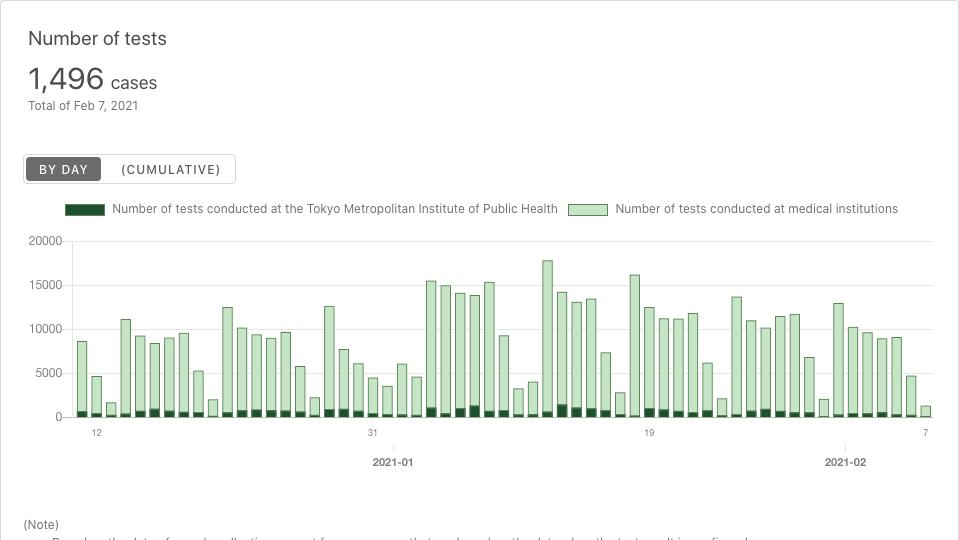 Number of tests
1,496 cases
Total of Feb 7, 2021
BY DAY
(CUMULATIVE)
Number of tests conducted at the Tokyo Metropolitan Institute of Public Health
Number of tests conducted at medical institutions
20000
15000
10000
5000
0
12
31
19
7
2021-01
2021-02
(Note)